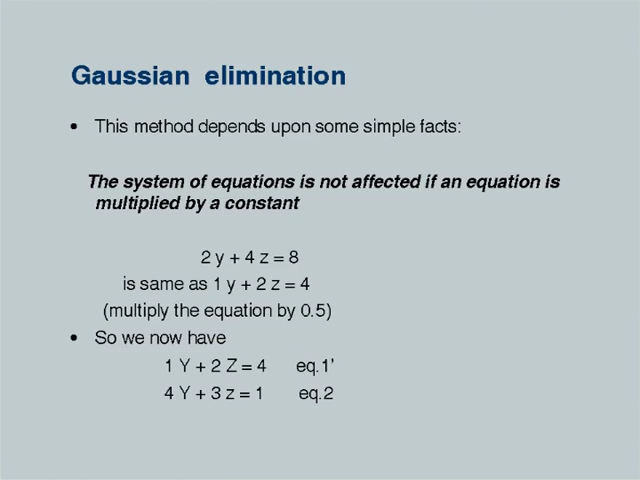 Gaussian elimination
• This method depends upon some simple facts:
The system of equations is not affected if an equation is
multiplied by a constant
2 y + 4 z = 8
is same as 1 y + 2 z = 4
(multiply the equation by 0.5)
• So we now have
1 Y + 2 Z = 4 eq.1’
4 Y + 3 z = 1 eq.2